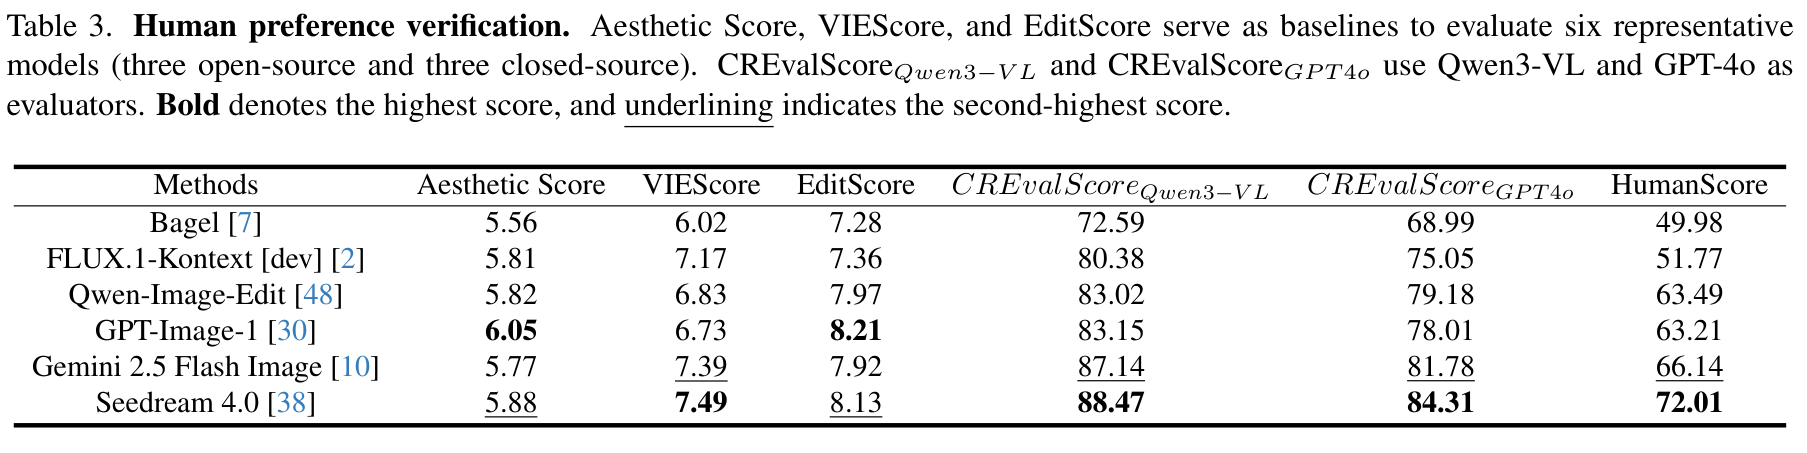 Table 3. Human preference verification. Aesthetic Score, VIEScore, and EditScore serve as baselines to evaluate six representative
models (three open-source and three closed-source). CREvalScore_{Qwen3−VL} and CREvalScore_{GPT4o} use Qwen3-VL and GPT-4o as
evaluators. Bold denotes the highest score, and underlining indicates the second-highest score.
Methods Aesthetic Score VIEScore EditScore CREvalScore_{Qwen3−VL} CREvalScore_{GPT4o} HumanScore
Bagel [7] 5.56 6.02 7.28 72.59 68.99 49.98
FLUX.1-Kontext [dev] [2] 5.81 7.17 7.36 80.38 75.05 51.77
Qwen-Image-Edit [48] 5.82 6.83 7.97 83.02 79.18 63.49
GPT-Image-1 [30] 6.05 6.73 8.21 83.15 78.01 63.21
Gemini 2.5 Flash Image [10] 5.77 7.39 7.92 87.14 81.78 66.14
Seedream 4.0 [38] 5.88 7.49 8.13 88.47 84.31 72.01